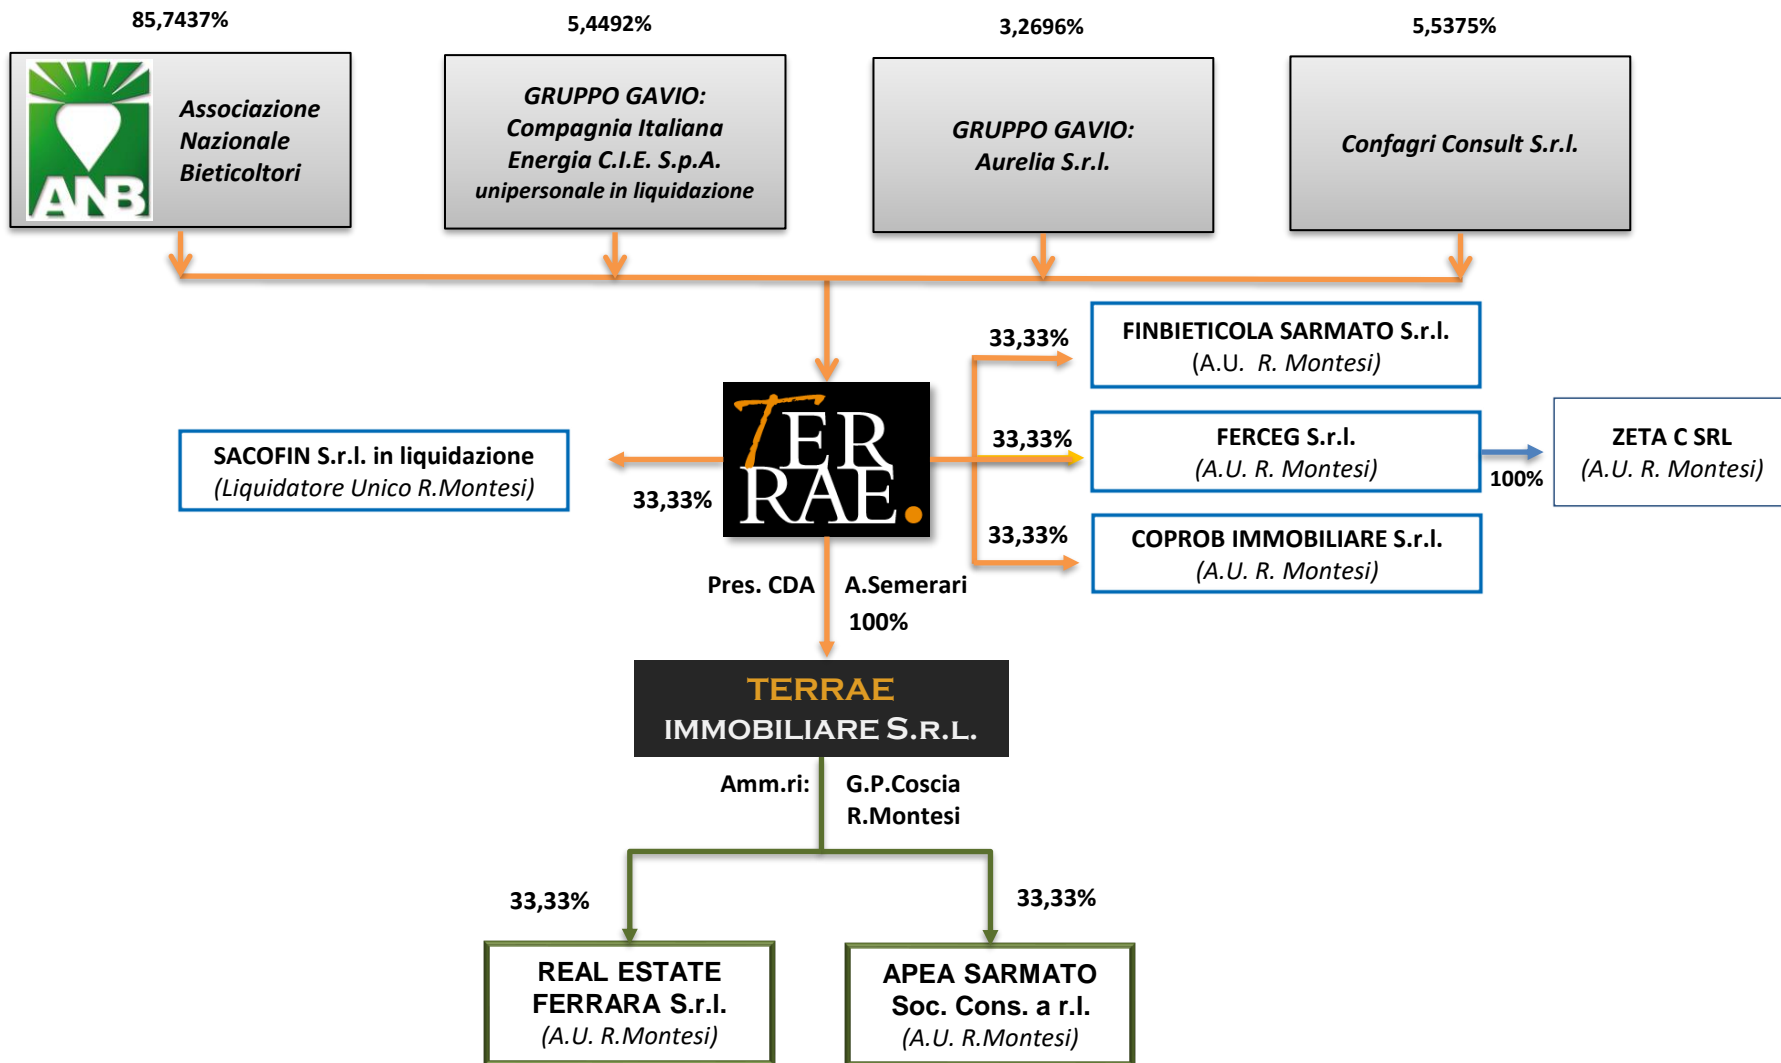 85,7437%
5,4492%
3,2696%
5,5375%
ANB
Associazione
Nazionale
Bieticoltori
GRUPPO GAVIO:
Compagnia Italiana
Energia C.I.E. S.p.A.
unipersonale in liquidazione
GRUPPO GAVIO:
Aurelia S.r.l.
Confagri Consult S.r.l.
33,33%
FINBIETICOLA SARMATO S.r.l.
(A.U. R. Montesi)
SACOFIN S.r.l. in liquidazione
(Liquidatore Unico R.Montesi)
33,33%
TER
RAE.
33,33%
FERCEG S.r.l.
(A.U. R. Montesi)
100%
ZETA C SRL
(A.U. R. Montesi)
33,33%
COPROB IMMOBILIARE S.r.l.
(A.U. R. Montesi)
Pres. CDA A.Semerari
100%
TERRAE
IMMOBILIARE S.R.L.
Amm.ri: G.P.Coscia
R.Montesi
33,33%
33,33%
REAL ESTATE
FERRARA S.r.l.
(A.U. R.Montesi)
APEA SARMATO
Soc. Cons. a r.l.
(A.U. R.Montesi)